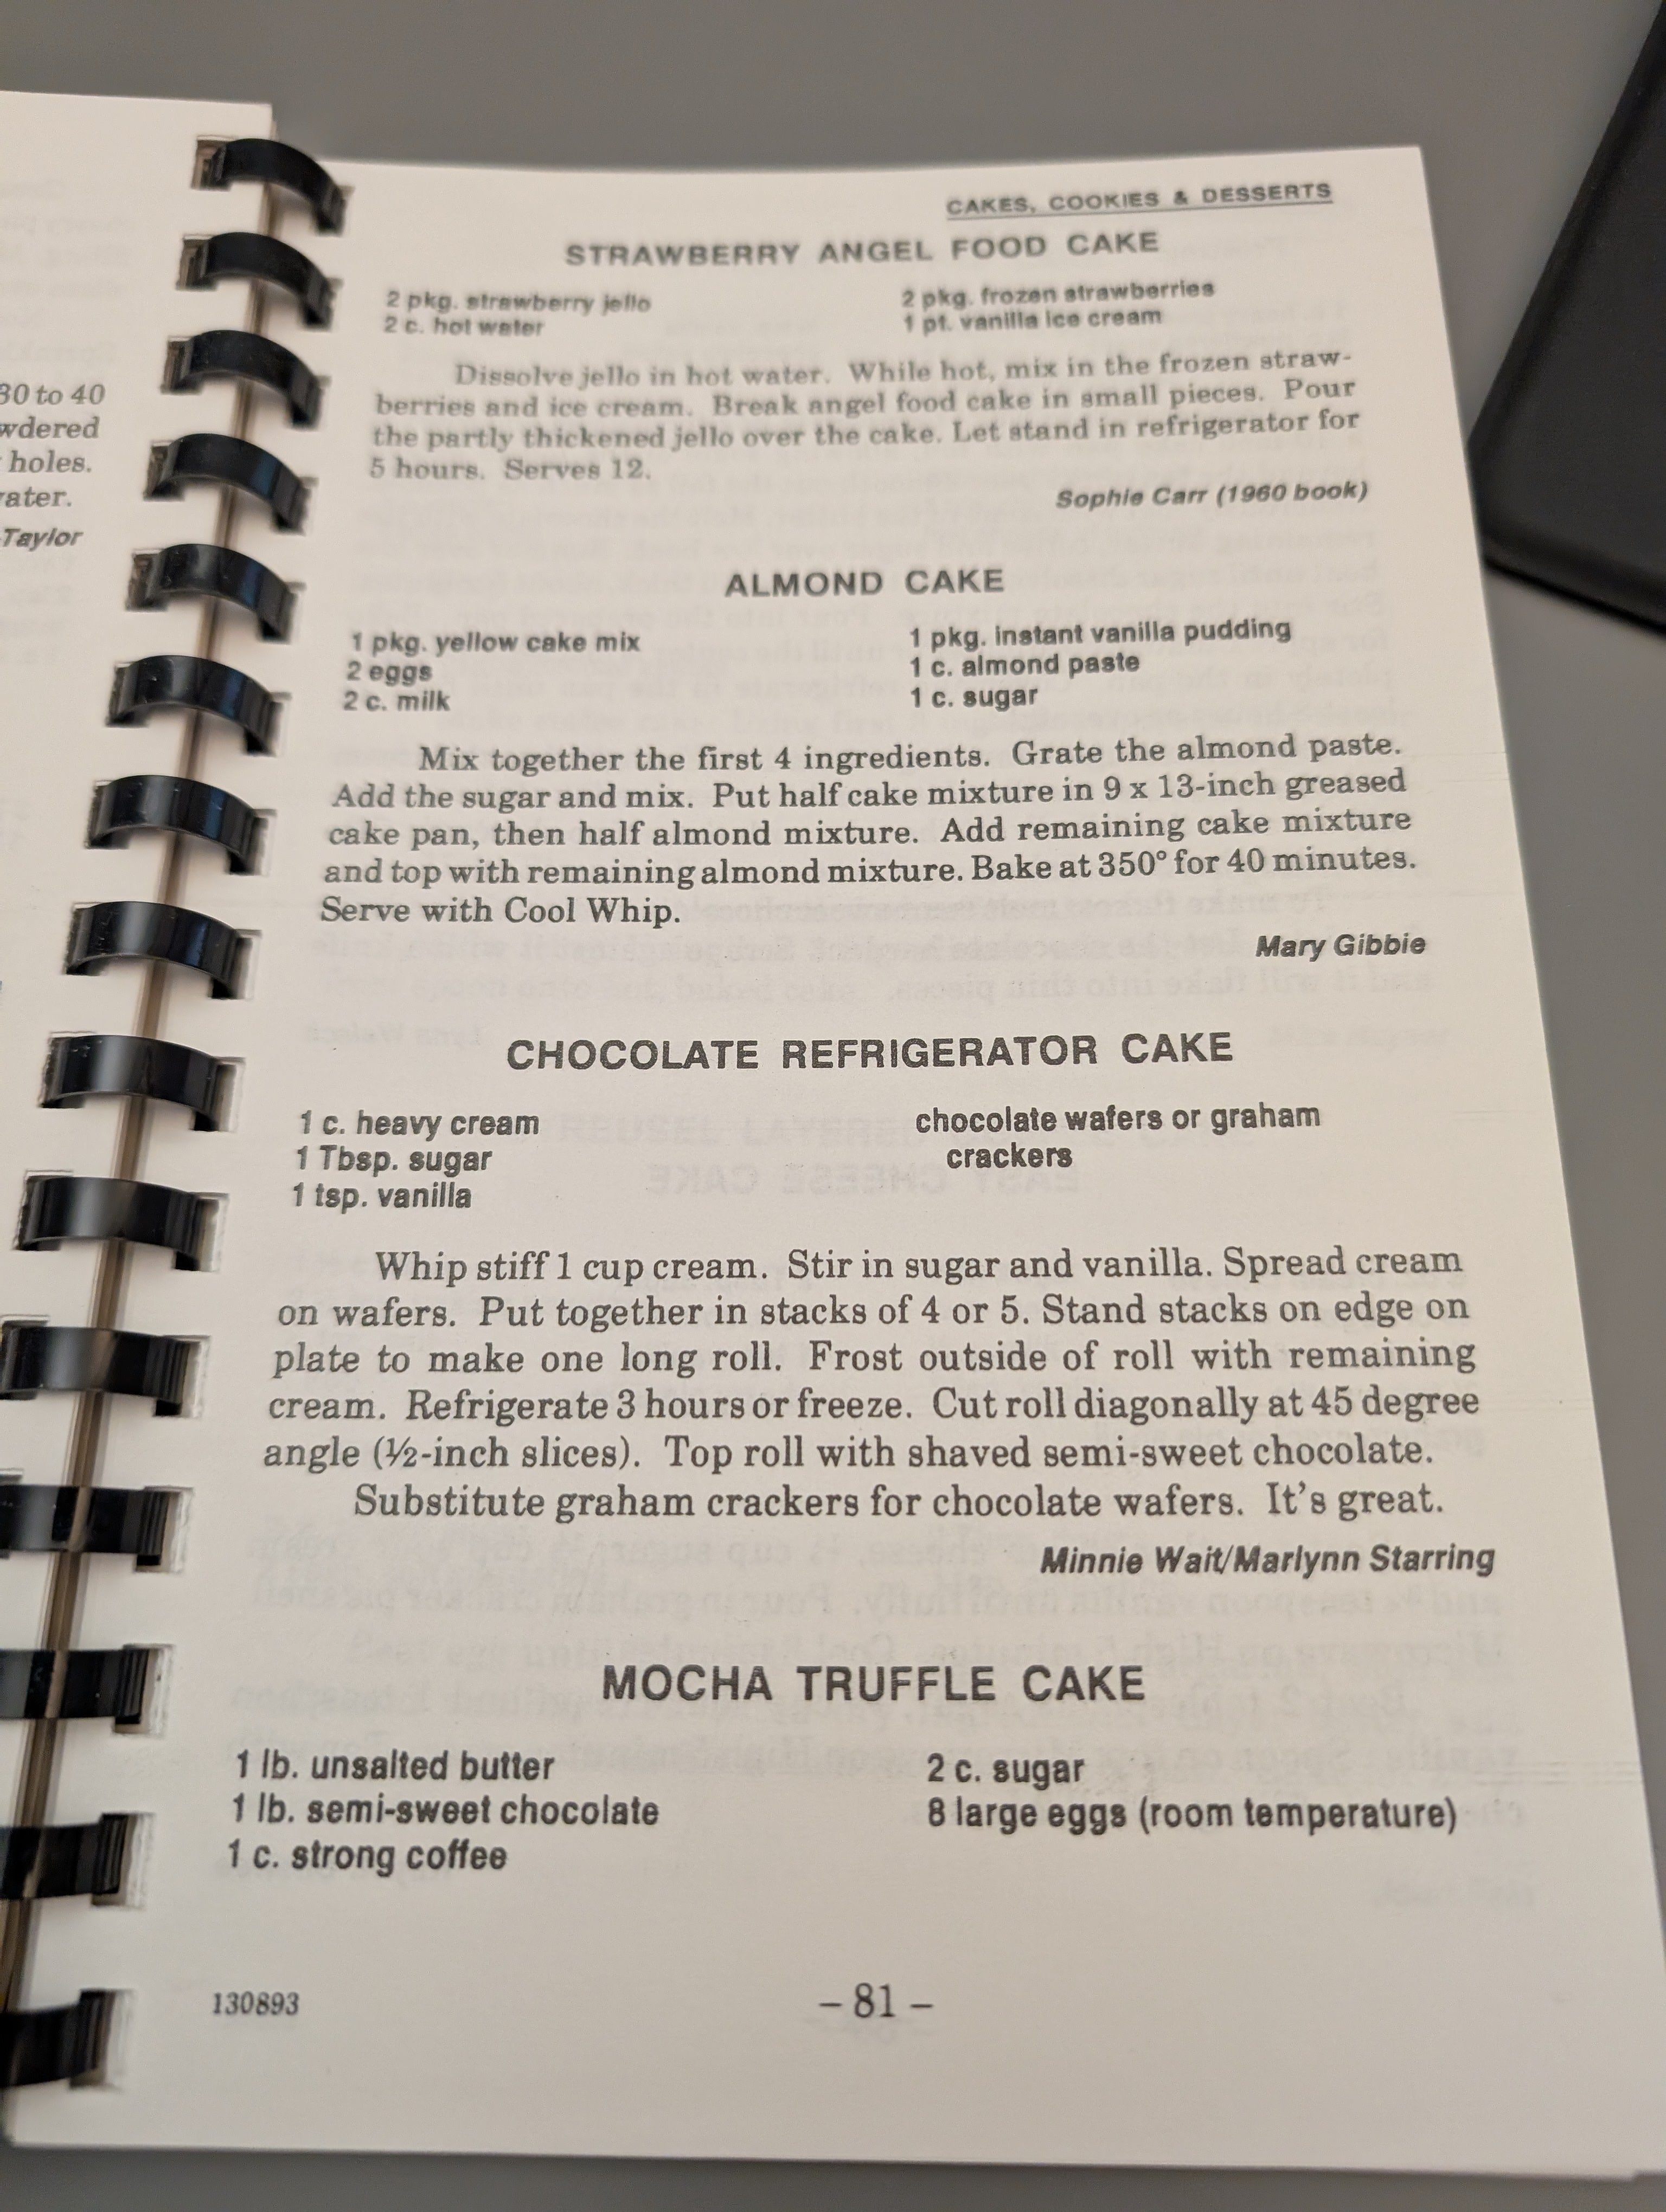 30 to 40
wdered
holes.
ater.
Taylor
CAKES, COOKIES & DESSERTS
STRAWBERRY ANGEL FOOD CAKE
2 pkg. strawberry jello 2 pkg. frozen strawberries
2 c. hot water 1 pt. vanilla ice cream
Dissolve jello in hot water. While hot, mix in the frozen straw-
berries and ice cream. Break angel food cake in small pieces. Pour
the partly thickened jello over the cake. Let stand in refrigerator for
5 hours. Serves 12.
Sophie Carr (1960 book)
ALMOND CAKE
1 pkg. yellow cake mix 1 pkg. instant vanilla pudding
2 eggs 1 c. almond paste
2 c. milk 1 c. sugar
Mix together the first 4 ingredients. Grate the almond paste.
Add the sugar and mix. Put half cake mixture in 9 x 13-inch greased
cake pan, then half almond mixture. Add remaining cake mixture
and top with remaining almond mixture. Bake at 350° for 40 minutes.
Serve with Cool Whip.
Mary Gibbie
CHOCOLATE REFRIGERATOR CAKE
1 c. heavy cream chocolate wafers or graham
1 Tbsp. sugar crackers
1 tsp. vanilla
Whip stiff 1 cup cream. Stir in sugar and vanilla. Spread cream
on wafers. Put together in stacks of 4 or 5. Stand stacks on edge on
plate to make one long roll. Frost outside of roll with remaining
cream. Refrigerate 3 hours or freeze. Cut roll diagonally at 45 degree
angle (½-inch slices). Top roll with shaved semi-sweet chocolate.
Substitute graham crackers for chocolate wafers. It's great.
Minnie Wait/Marlynn Starring
MOCHA TRUFFLE CAKE
1 lb. unsalted butter 2 c. sugar
1 lb. semi-sweet chocolate 8 large eggs (room temperature)
1 c. strong coffee
130893 – 81 –